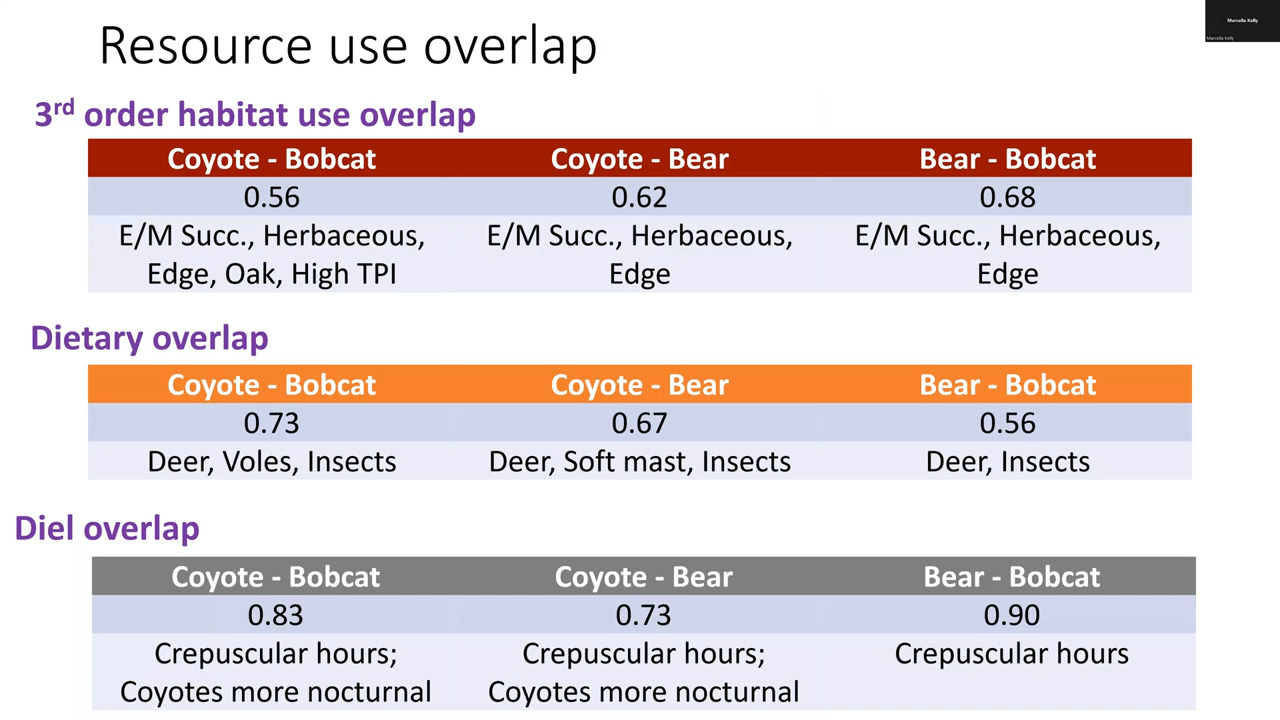 Resource use overlap
Marcella Kelly
Marcella Kelly
3rd order habitat use overlap
Coyote - Bobcat Coyote - Bear Bear - Bobcat
0.56 0.62 0.68
E/M Succ., Herbaceous, E/M Succ., Herbaceous, E/M Succ., Herbaceous,
Edge, Oak, High TPI Edge Edge
Dietary overlap
Coyote - Bobcat Coyote - Bear Bear - Bobcat
0.73 0.67 0.56
Deer, Voles, Insects Deer, Soft mast, Insects Deer, Insects
Diel overlap
Coyote - Bobcat Coyote - Bear Bear - Bobcat
0.83 0.73 0.90
Crepuscular hours; Crepuscular hours; Crepuscular hours
Coyotes more nocturnal Coyotes more nocturnal